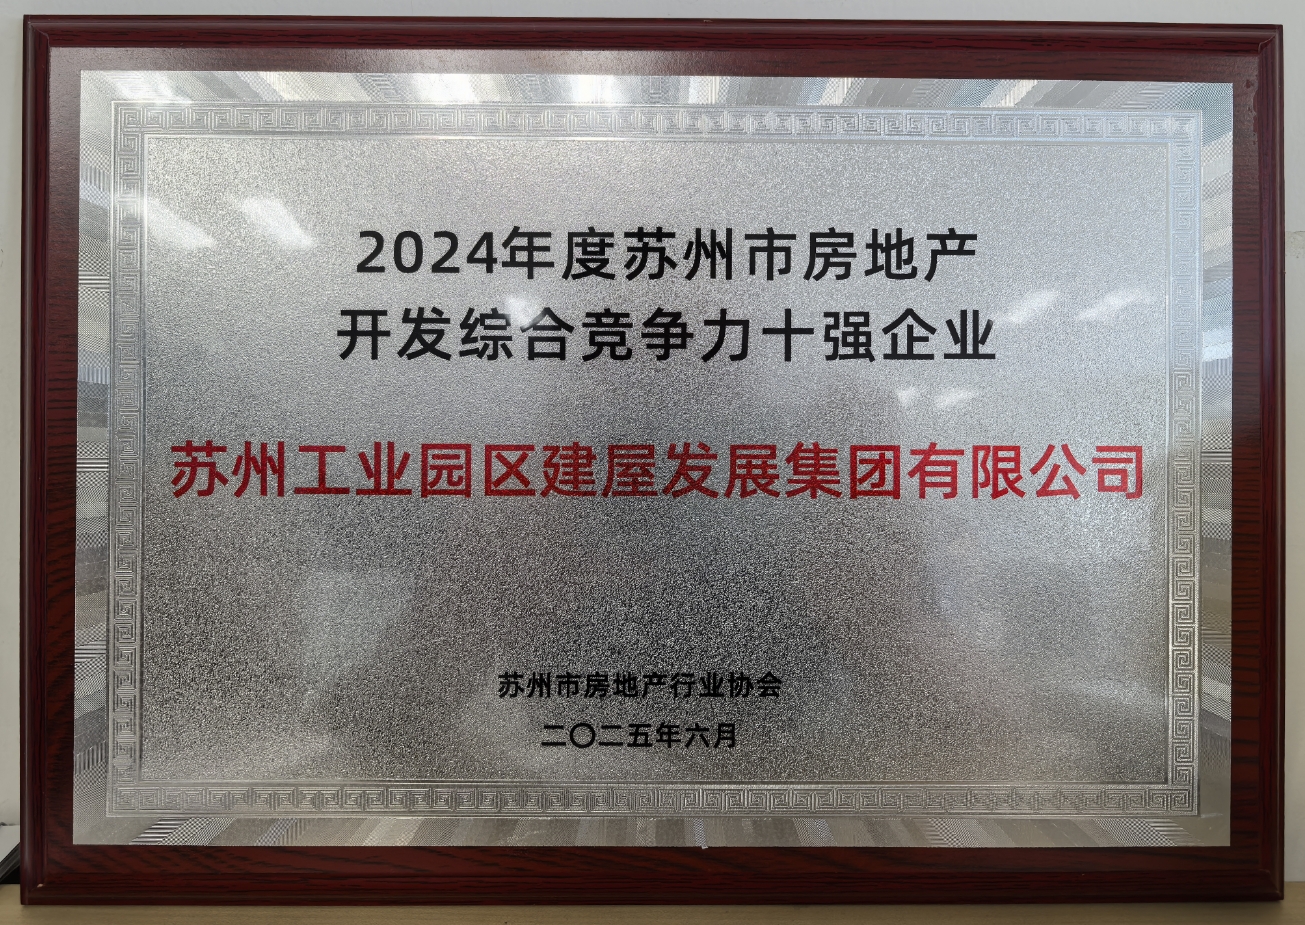 2024年度苏州市房地产
开发综合竞争力十强企业
苏州工业园区建屋发展集团有限公司
苏州市房地产行业协会
二〇二五年六月